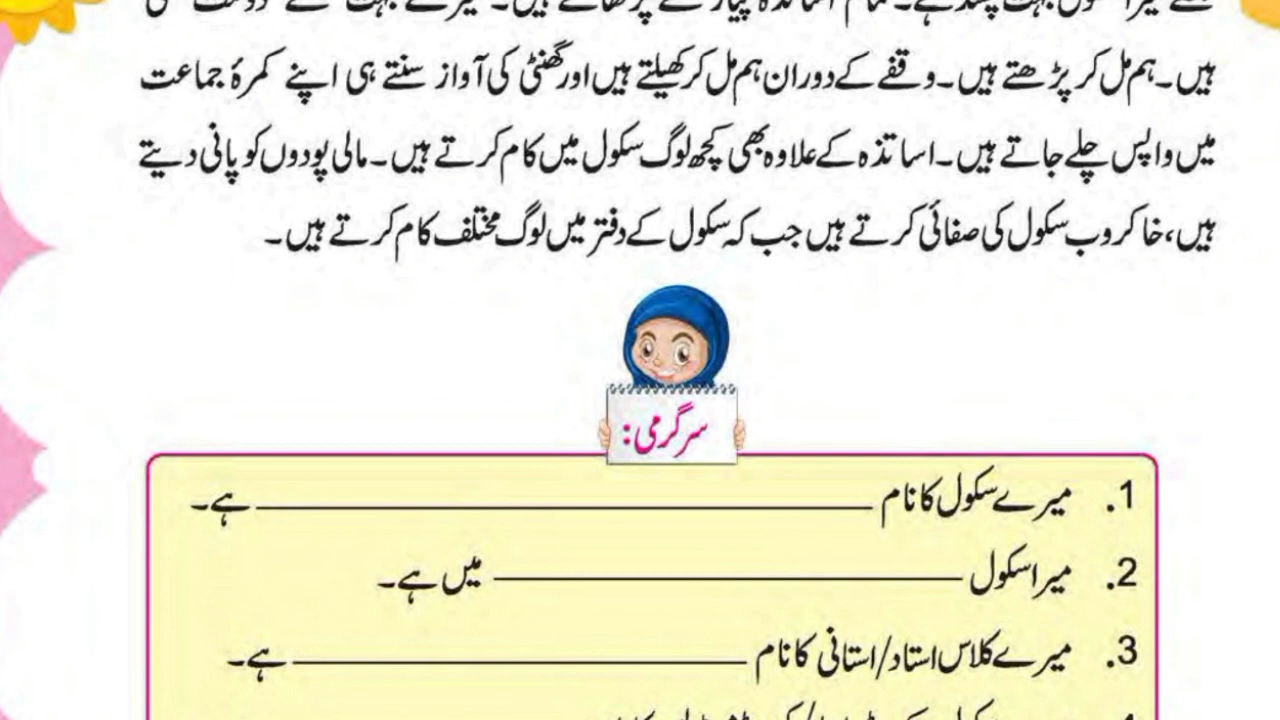 ہیں۔ ہم مل کر پڑھتے ہیں۔ وقفے کے دوران ہم مل کر کھیلتے ہیں اور گھنٹی کی آواز سنتے ہی اپنے کمرۂ جماعت
میں واپس چلے جاتے ہیں۔ اساتذہ کے علاوہ بھی کچھ لوگ سکول میں کام کرتے ہیں۔ مالی پودوں کو پانی دیتے
ہیں، خاکروب سکول کی صفائی کرتے ہیں جب کہ سکول کے دفتر میں لوگ مختلف کام کرتے ہیں۔
سرگرمی:
1. میرے سکول کا نام ______ ہے۔
2. میرا سکول ______ میں ہے۔
3. میرے کلاس استاد/استانی کا نام ______ ہے۔